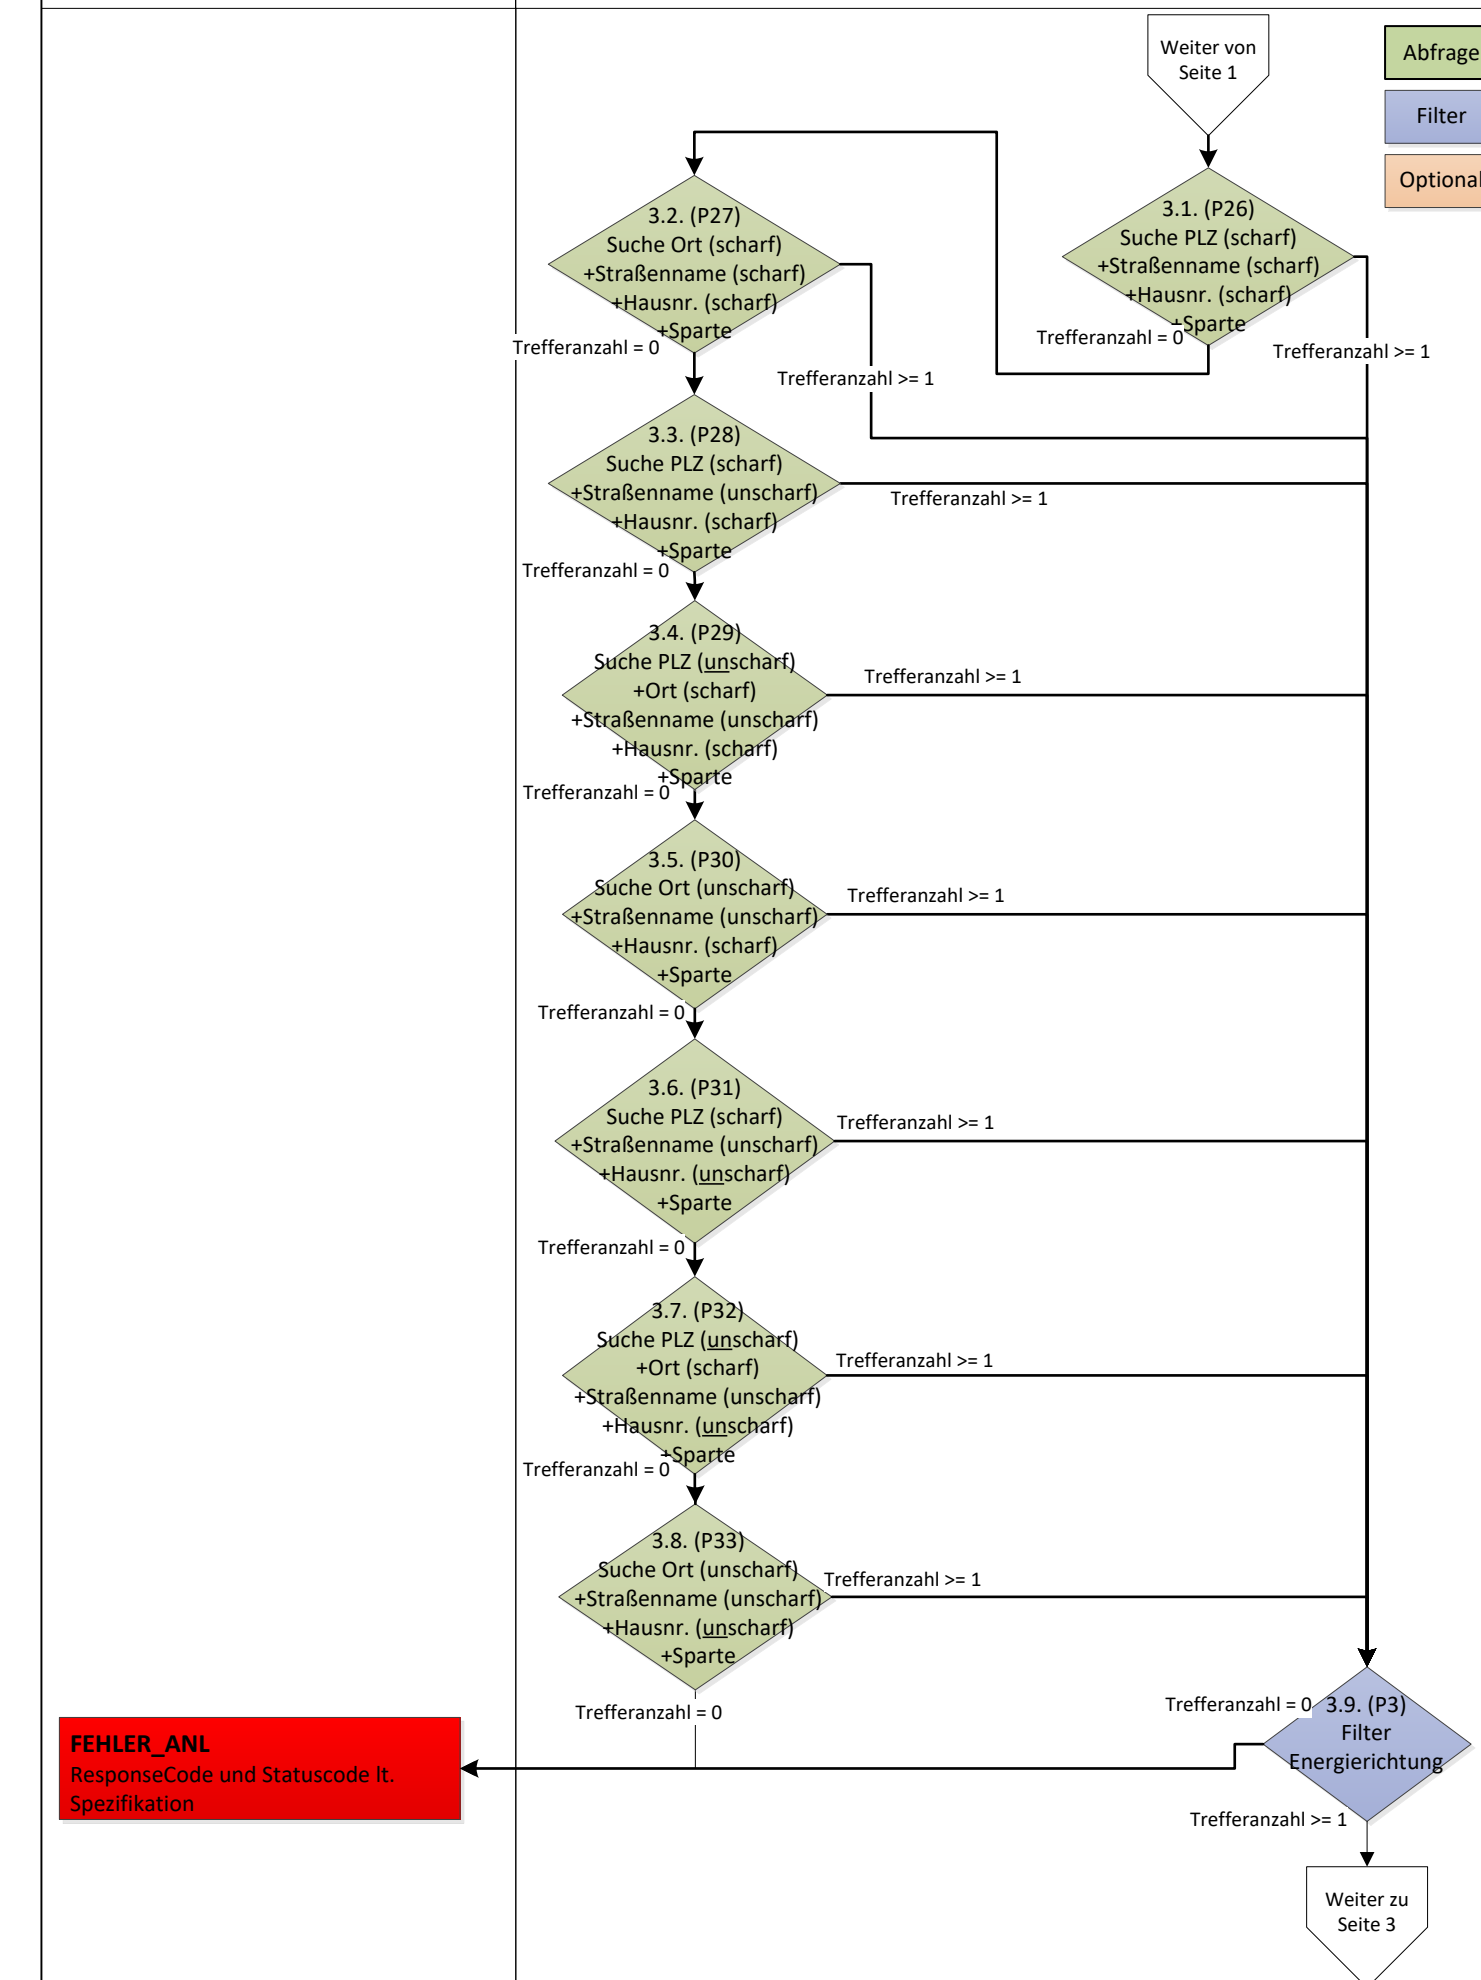 Weiter von
Seite 1
Abfrage
Filter
Optional
3.1. (P26)
Suche PLZ (scharf)
+Straßenname (scharf)
+Hausnr. (scharf)
+Sparte
Trefferanzahl = 0
Trefferanzahl >= 1
3.2. (P27)
Suche Ort (scharf)
+Straßenname (scharf)
+Hausnr. (scharf)
+Sparte
Trefferanzahl = 0
Trefferanzahl >= 1
3.3. (P28)
Suche PLZ (scharf)
+Straßenname (unscharf)
+Hausnr. (scharf)
+Sparte
Trefferanzahl >= 1
Trefferanzahl = 0
3.4. (P29)
Suche PLZ (unscharf)
+Ort (scharf)
+Straßenname (unscharf)
+Hausnr. (scharf)
+Sparte
Trefferanzahl >= 1
Trefferanzahl = 0
3.5. (P30)
Suche Ort (unscharf)
+Straßenname (unscharf)
+Hausnr. (scharf)
+Sparte
Trefferanzahl >= 1
Trefferanzahl = 0
3.6. (P31)
Suche PLZ (scharf)
+Straßenname (unscharf)
+Hausnr. (unscharf)
+Sparte
Trefferanzahl >= 1
Trefferanzahl = 0
3.7. (P32)
Suche PLZ (unscharf)
+Ort (scharf)
+Straßenname (unscharf)
+Hausnr. (unscharf)
+Sparte
Trefferanzahl >= 1
Trefferanzahl = 0
3.8. (P33)
Suche Ort (unscharf)
+Straßenname (unscharf)
+Hausnr. (unscharf)
+Sparte
Trefferanzahl >= 1
Trefferanzahl = 0
Trefferanzahl = 0
3.9. (P3)
Filter
Energierichtung
Trefferanzahl >= 1
FEHLER_ANL
ResponseCode und Statuscode lt.
Spezifikation
Weiter zu
Seite 3